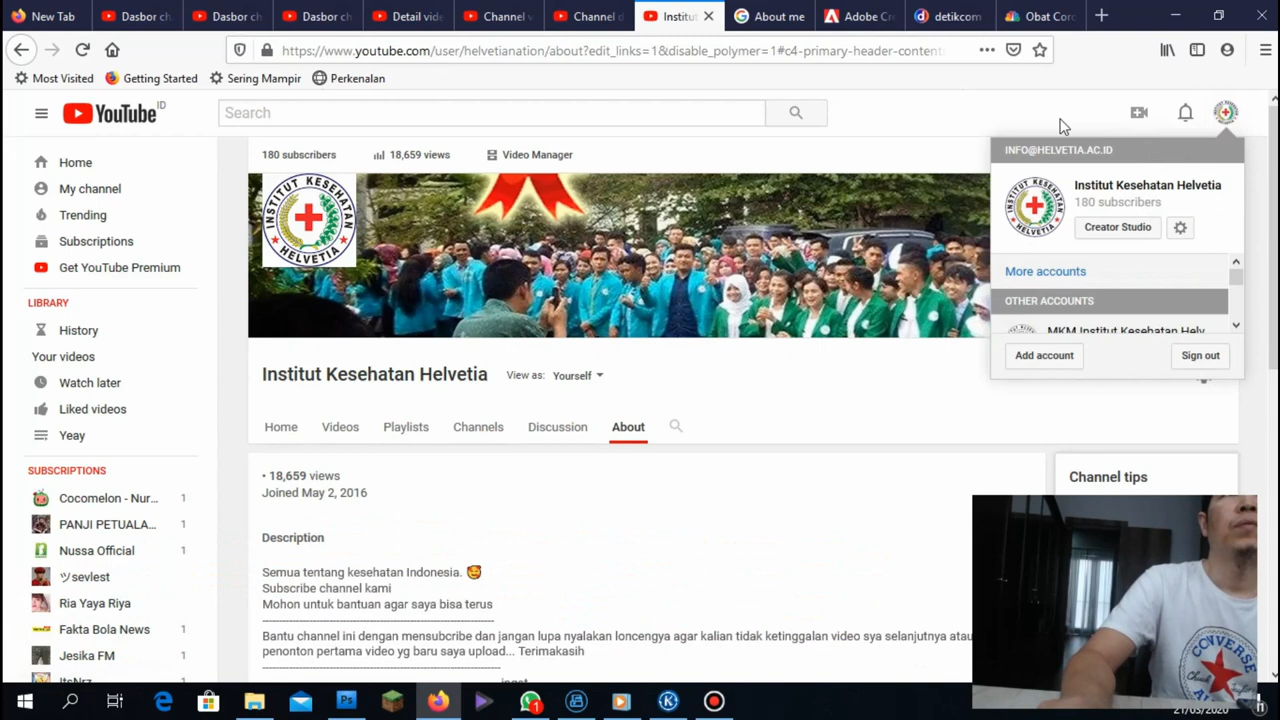 New Tab
Dasbor ch
Dasbor ch
Dasbor ch
Detail vide
Channel v
Channel d
Institu
About me
Adobe Cr
detikcom
Obat Cor
https://www.youtube.com/user/helvetianation/about?edit_links=1&disable_polymer=1#c4-primary-header-content
Most Visited
Getting Started
Sering Mampir
Perkenalan
YouTube ID
Search
Home
My channel
Trending
Subscriptions
Get YouTube Premium
LIBRARY
History
Your videos
Watch later
Liked videos
Yeay
SUBSCRIPTIONS
Cocomelon - Nur... 1
PANJI PETUALA... 1
Nussa Official 1
ツsevlest
Ria Yaya Riya
Fakta Bola News
Jesika FM
ItsNrz
180 subscribers
18,659 views
Video Manager
INSTITUT KESEHATAN
HELVETIA
Institut Kesehatan Helvetia
View as: Yourself
Home
Videos
Playlists
Channels
Discussion
About
• 18,659 views
Joined May 2, 2016
Description
Semua tentang kesehatan Indonesia. 🥰
Subscribe channel kami
Mohon untuk bantuan agar saya bisa terus
Bantu channel ini dengan mensubcribe dan jangan lupa nyalakan loncengya agar kalian tidak ketinggalan video sya selanjutnya atau
penonton pertama video yg baru saya upload... Terimakasih
ingat
INFO@HELVETIA.AC.ID
INSTITUT KESEHATAN
HELVETIA
Institut Kesehatan Helvetia
180 subscribers
Creator Studio
More accounts
OTHER ACCOUNTS
MKM Institut Kesehatan Helv
Add account
Sign out
Channel tips
CONVERSE
ALL
Ps
1
21/03/2020